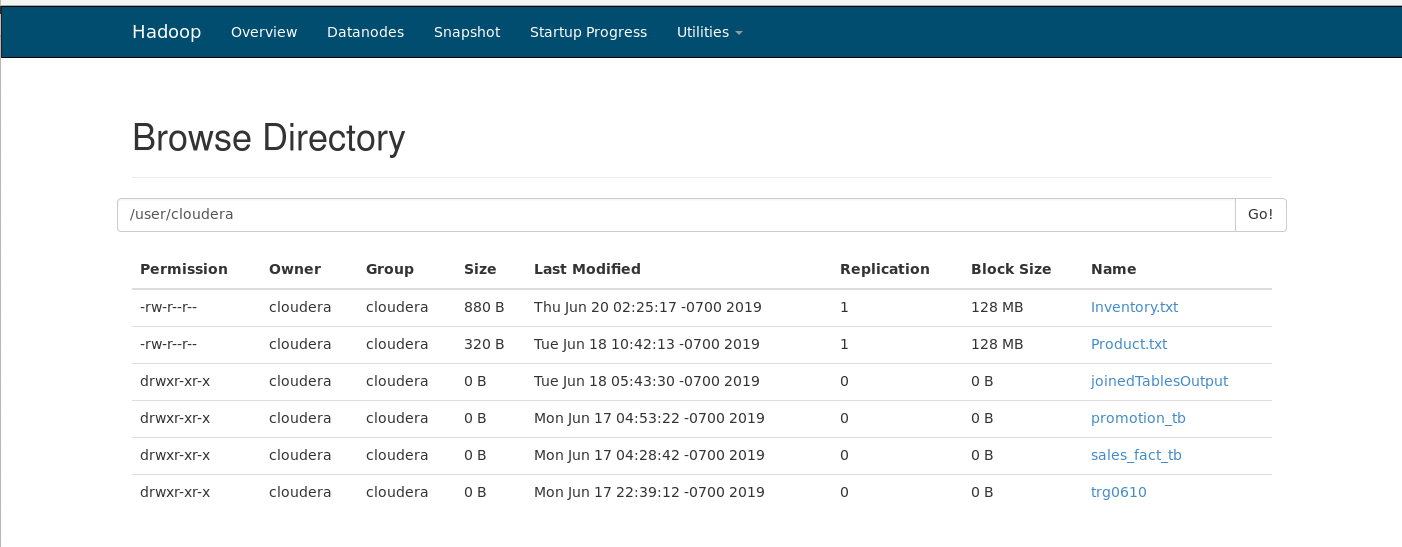 Hadoop Overview Datanodes Snapshot Startup Progress Utilities
Browse Directory
/user/cloudera Go!
Permission Owner Group Size Last Modified Replication Block Size Name
-rw-r--r-- cloudera cloudera 880 B Thu Jun 20 02:25:17 -0700 2019 1 128 MB Inventory.txt
-rw-r--r-- cloudera cloudera 320 B Tue Jun 18 10:42:13 -0700 2019 1 128 MB Product.txt
drwxr-xr-x cloudera cloudera 0 B Tue Jun 18 05:43:30 -0700 2019 0 0 B joinedTablesOutput
drwxr-xr-x cloudera cloudera 0 B Mon Jun 17 04:53:22 -0700 2019 0 0 B promotion_tb
drwxr-xr-x cloudera cloudera 0 B Mon Jun 17 04:28:42 -0700 2019 0 0 B sales_fact_tb
drwxr-xr-x cloudera cloudera 0 B Mon Jun 17 22:39:12 -0700 2019 0 0 B trg0610